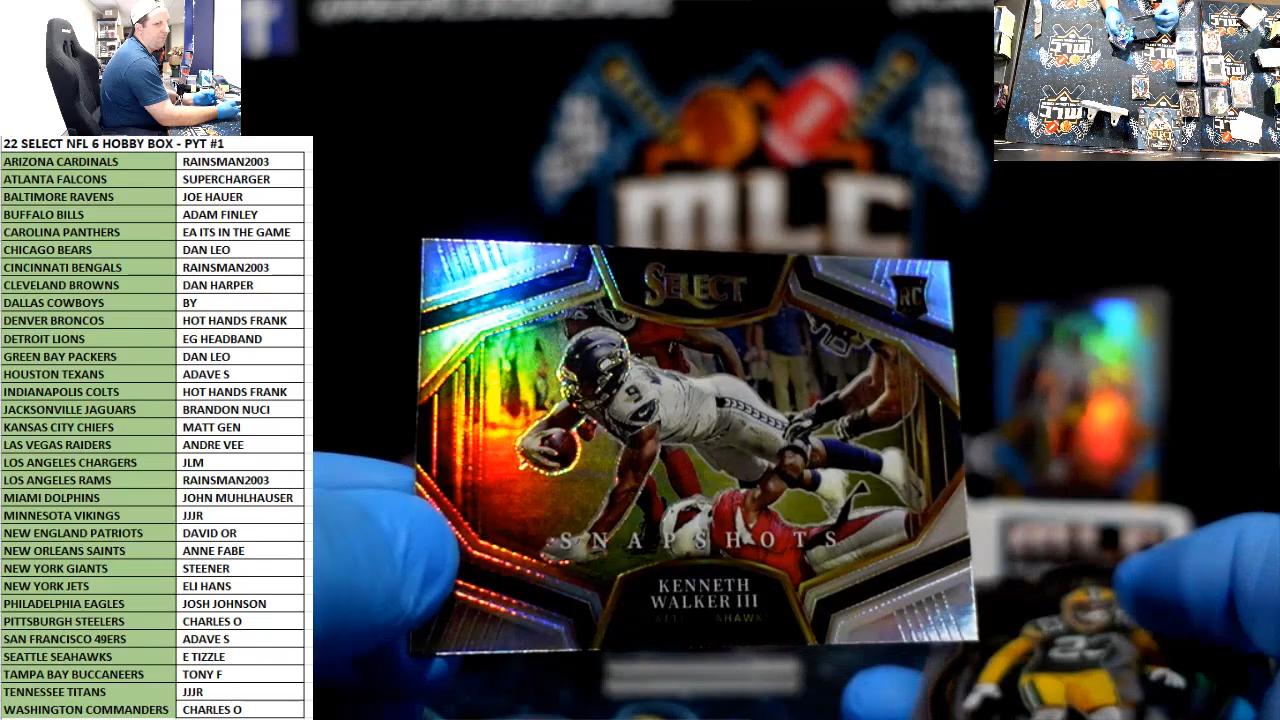 22 SELECT NFL 6 HOBBY BOX - PYT #1
ARIZONA CARDINALS RAINSMAN2003
ATLANTA FALCONS SUPERCHARGER
BALTIMORE RAVENS JOE HAUER
BUFFALO BILLS ADAM FINLEY
CAROLINA PANTHERS EA ITS IN THE GAME
CHICAGO BEARS DAN LEO
CINCINNATI BENGALS RAINSMAN2003
CLEVELAND BROWNS DAN HARPER
DALLAS COWBOYS BY
DENVER BRONCOS HOT HANDS FRANK
DETROIT LIONS EG HEADBAND
GREEN BAY PACKERS DAN LEO
HOUSTON TEXANS ADAVE S
INDIANAPOLIS COLTS HOT HANDS FRANK
JACKSONVILLE JAGUARS BRANDON NUCI
KANSAS CITY CHIEFS MATT GEN
LAS VEGAS RAIDERS ANDRE VEE
LOS ANGELES CHARGERS JLM
LOS ANGELES RAMS RAINSMAN2003
MIAMI DOLPHINS JOHN MUHLHAUSER
MINNESOTA VIKINGS JJJR
NEW ENGLAND PATRIOTS DAVID OR
NEW ORLEANS SAINTS ANNE FABE
NEW YORK GIANTS STEENER
NEW YORK JETS ELI HANS
PHILADELPHIA EAGLES JOSH JOHNSON
PITTSBURGH STEELERS CHARLES O
SAN FRANCISCO 49ERS ADAVE S
SEATTLE SEAHAWKS E TIZZLE
TAMPA BAY BUCCANEERS TONY F
TENNESSEE TITANS JJJR
WASHINGTON COMMANDERS CHARLES O
MLC
SELECT
RC
9
SNAPSHOTS
KENNETH
WALKER III